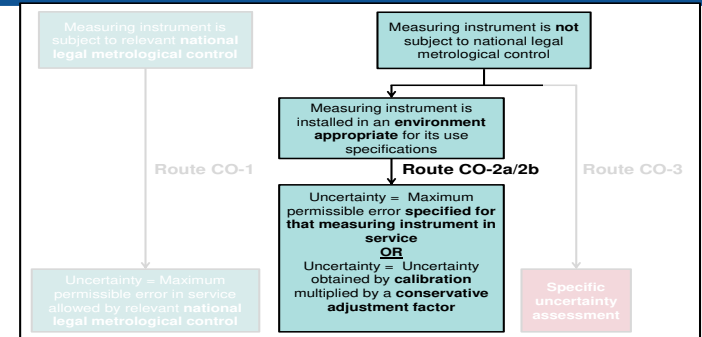 Measuring instrument is
subject to relevant national
legal metrological control
Measuring instrument is not
subject to national legal
metrological control
Measuring instrument is
installed in an environment
appropriate for its use
specifications
Route CO-1
Route CO-2a/2b
Route CO-3
Uncertainty = Maximum
permissible error in service
allowed by relevant national
legal metrological control
Uncertainty = Maximum
permissible error specified for
that measuring instrument in
service
OR
Uncertainty = Uncertainty
obtained by calibration
multiplied by a conservative
adjustment factor
Specific
uncertainty
assessment